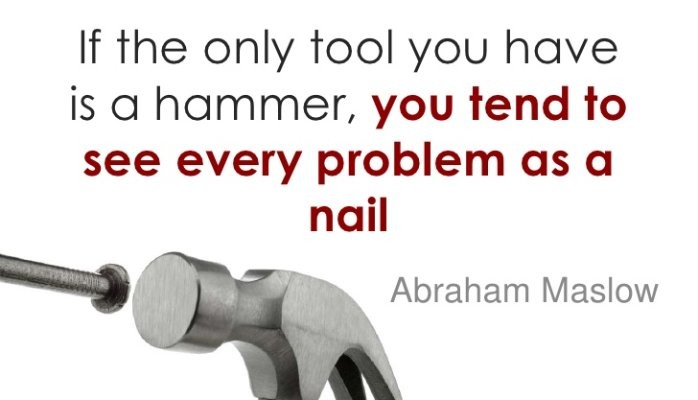 If the only tool you have
is a hammer, you tend to
see every problem as a
nail
Abraham Maslow